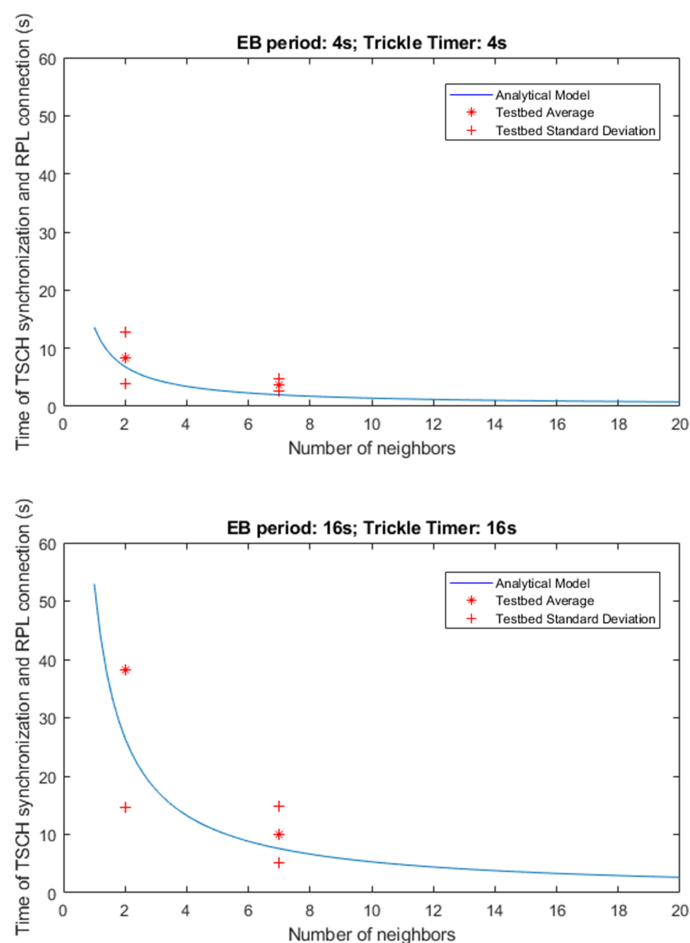 EB period: 4s; Trickle Timer: 4s
Time of TSCH synchronization and RPL connection (s)
60
50
40
30
20
10
0
Analytical Model
Testbed Average
Testbed Standard Deviation
0 2 4 6 8 10 12 14 16 18 20
Number of neighbors
EB period: 16s; Trickle Timer: 16s
Time of TSCH synchronization and RPL connection (s)
60
50
40
30
20
10
0
Analytical Model
Testbed Average
Testbed Standard Deviation
0 2 4 6 8 10 12 14 16 18 20
Number of neighbors